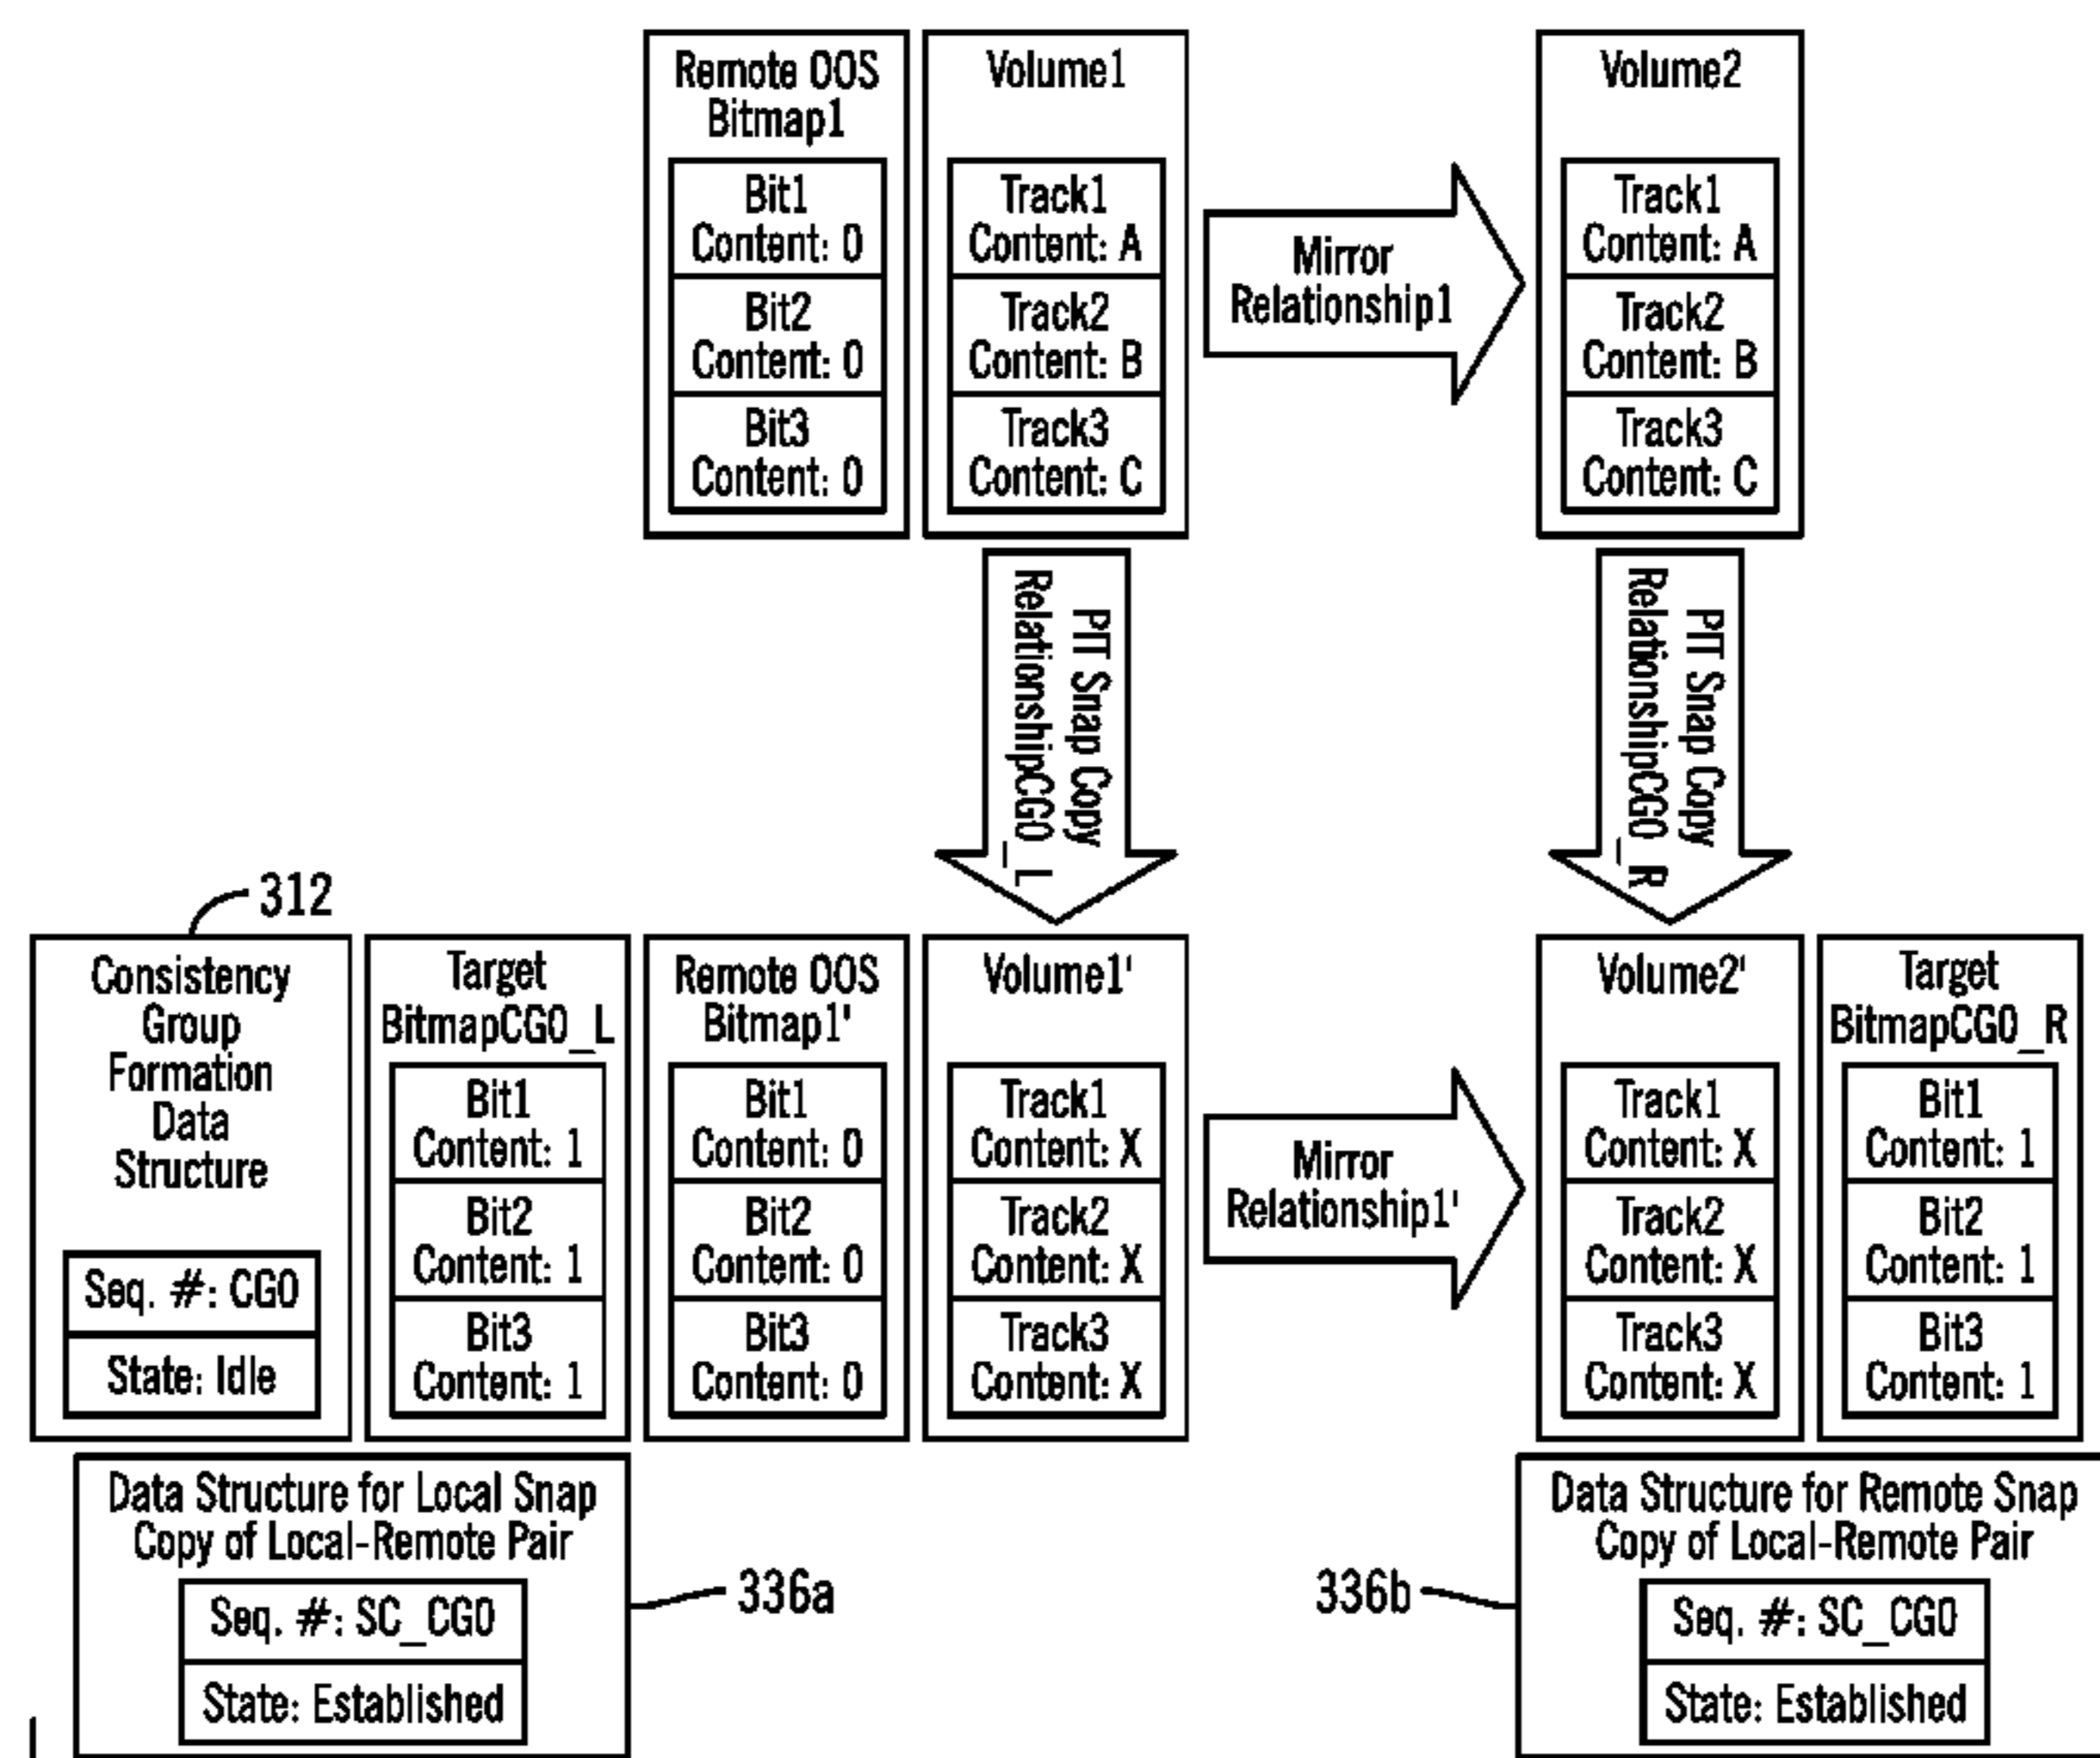 Remote OOS
Bitmap1
Bit1
Content: 0
Bit2
Content: 0
Bit3
Content: 0
Volume1
Track1
Content: A
Track2
Content: B
Track3
Content: C
Mirror
Relationship1
Volume2
Track1
Content: A
Track2
Content: B
Track3
Content: C
PIT Snap Copy
RelationshipCG0_L
PIT Snap Copy
RelationshipCG0_R
312
Consistency
Group
Formation
Data
Structure
Seq. #: CG0
State: Idle
Target
BitmapCG0_L
Bit1
Content: 1
Bit2
Content: 1
Bit3
Content: 1
Remote OOS
Bitmap1'
Bit1
Content: 0
Bit2
Content: 0
Bit3
Content: 0
Volume1'
Track1
Content: X
Track2
Content: X
Track3
Content: X
Mirror
Relationship1'
Volume2'
Track1
Content: X
Track2
Content: X
Track3
Content: X
Target
BitmapCG0_R
Bit1
Content: 1
Bit2
Content: 1
Bit3
Content: 1
Data Structure for Local Snap
Copy of Local-Remote Pair
Seq. #: SC_CG0
State: Established
336a
336b
Data Structure for Remote Snap
Copy of Local-Remote Pair
Seq. #: SC_CG0
State: Established